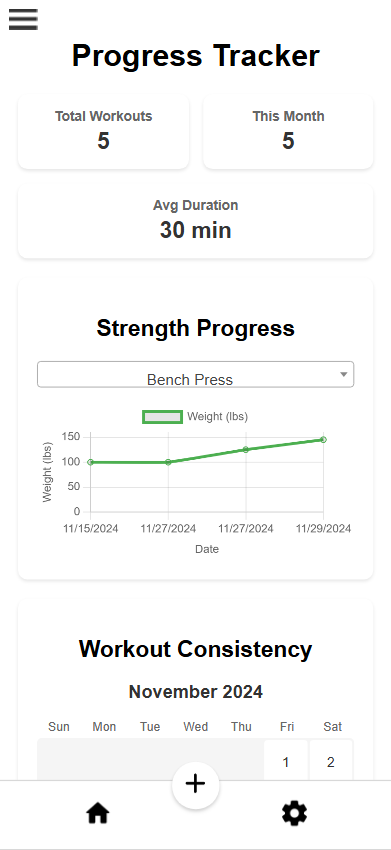 Progress Tracker
Total Workouts
5
This Month
5
Avg Duration
30 min
Strength Progress
Bench Press
Weight (lbs)
Weight (lbs)
150
100
50
0
11/15/2024 11/27/2024 11/27/2024 11/29/2024
Date
Workout Consistency
November 2024
Sun Mon Tue Wed Thu Fri Sat
1 2